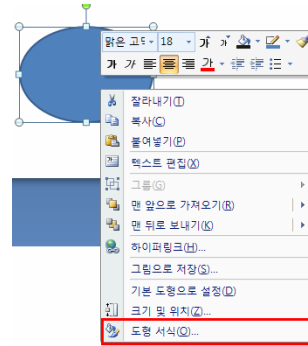 맑은 고딕 18 가 가
가 가 가
잘라내기(T)
복사(C)
붙여넣기(P)
텍스트 편집(X)
그룹(G)
맨 앞으로 가져오기(R)
맨 뒤로 보내기(K)
하이퍼링크(H)...
그림으로 저장(S)...
기본 도형으로 설정(D)
크기 및 위치(Z)...
도형 서식(O)...